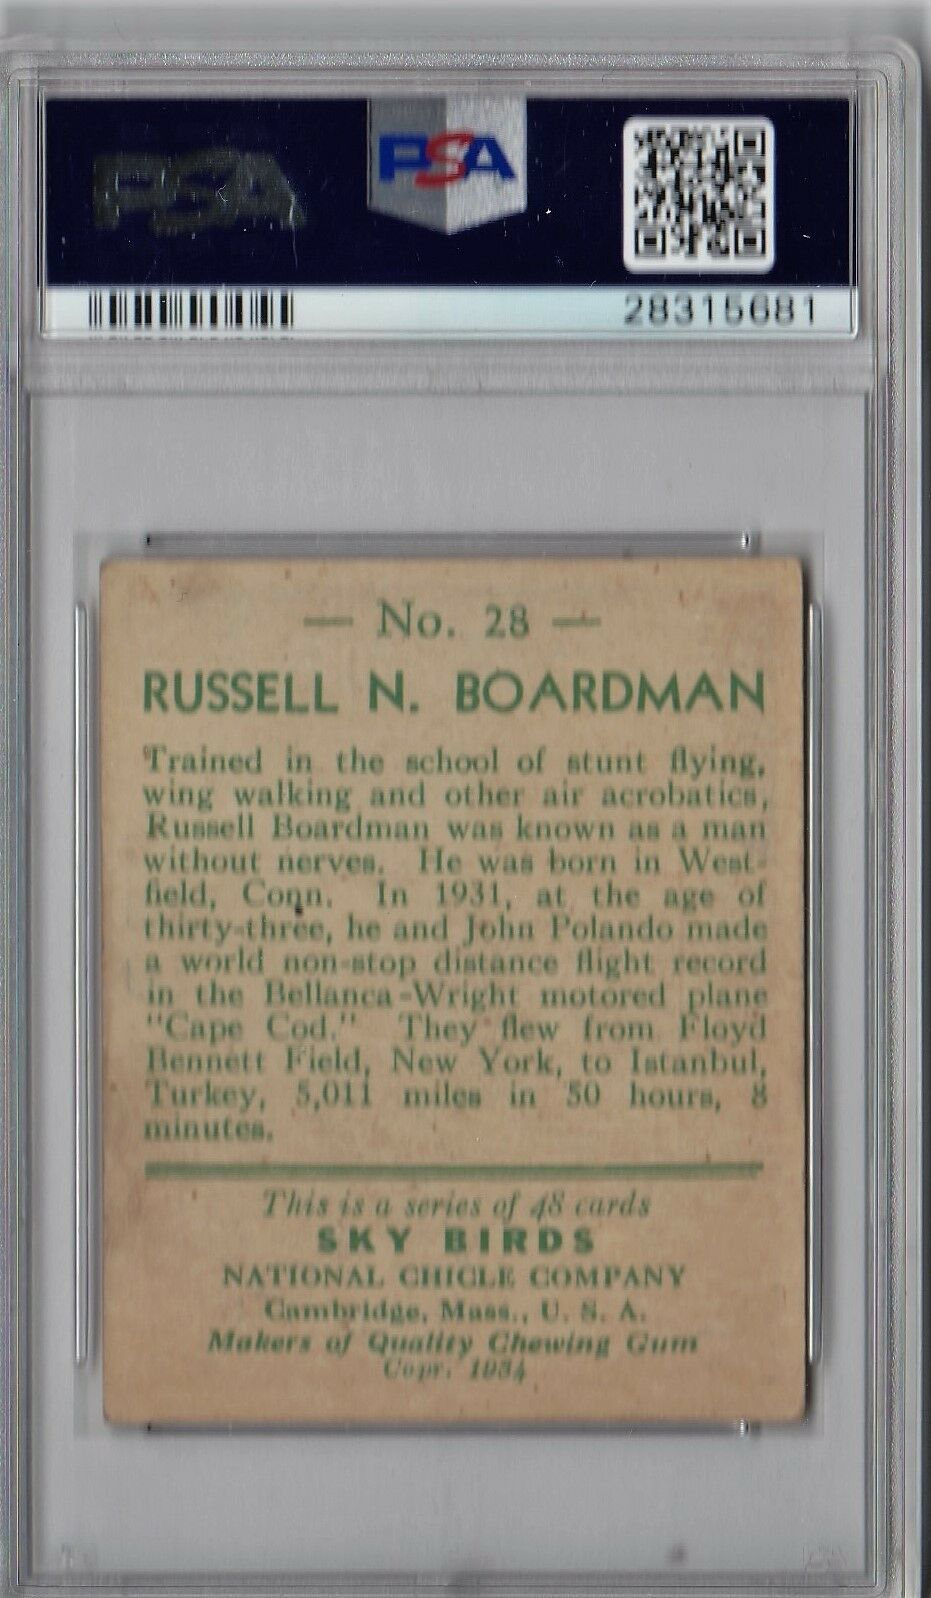 PSA
PSA
28315681
— No. 28 —
RUSSELL N. BOARDMAN
Trained in the school of stunt flying,
wing walking and other air acrobatics,
Russell Boardman was known as a man
without nerves. He was born in West-
field, Conn. In 1931, at the age of
thirty-three, he and John Polando made
a world non-stop distance flight record
in the Bellanca-Wright motored plane
"Cape Cod." They flew from Floyd
Bennett Field, New York, to Istanbul,
Turkey, 5,011 miles in 50 hours, 8
minutes.
This is a series of 48 cards
SKY BIRDS
NATIONAL CHICLE COMPANY
Cambridge, Mass., U. S. A.
Makers of Quality Chewing Gum
Copr. 1934